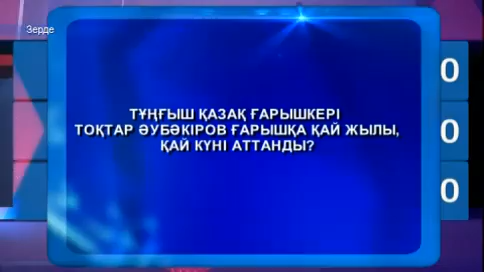 Зерде
ТҰҢҒЫШ ҚАЗАҚ ҒАРЫШКЕРІ
ТОҚТАР ӘУБӘКІРОВ ҒАРЫШҚА ҚАЙ ЖЫЛЫ,
ҚАЙ КҮНІ АТТАНДЫ?
0
0
0